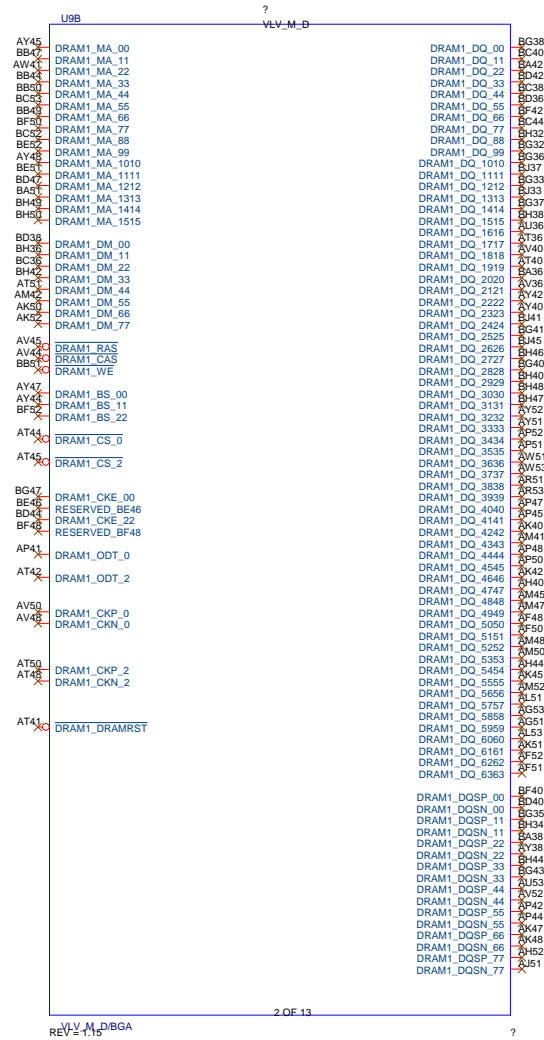 ?
U9B
VLV_M_D
AY45 DRAM1_MA_00
BB47 DRAM1_MA_11
AW41 DRAM1_MA_22
BB44 DRAM1_MA_33
BB50 DRAM1_MA_44
BC53 DRAM1_MA_55
BB49 DRAM1_MA_66
BF50 DRAM1_MA_77
BC52 DRAM1_MA_88
BE52 DRAM1_MA_99
AY48 DRAM1_MA_1010
BE51 DRAM1_MA_1111
BD47 DRAM1_MA_1212
BA51 DRAM1_MA_1313
BH49 DRAM1_MA_1414
BH50 DRAM1_MA_1515
BD38 DRAM1_DM_00
BH36 DRAM1_DM_11
BC36 DRAM1_DM_22
BH42 DRAM1_DM_33
AT51 DRAM1_DM_44
AM42 DRAM1_DM_55
AK50 DRAM1_DM_66
AK52 DRAM1_DM_77
AV45 DRAM1_RAS
AV44 DRAM1_CAS
BB51 DRAM1_WE
AY47 DRAM1_BS_00
AY44 DRAM1_BS_11
BF52 DRAM1_BS_22
AT44 DRAM1_CS_0
AT45 DRAM1_CS_2
BG47 DRAM1_CKE_00
BE46 RESERVED_BE46
BD44 DRAM1_CKE_22
BF48 RESERVED_BF48
AP41 DRAM1_ODT_0
AT42 DRAM1_ODT_2
AV50 DRAM1_CKP_0
AV48 DRAM1_CKN_0
AT50 DRAM1_CKP_2
AT48 DRAM1_CKN_2
AT41 DRAM1_DRAMRST
DRAM1_DQ_00 BG38
DRAM1_DQ_11 BC40
DRAM1_DQ_22 BA42
DRAM1_DQ_33 BD42
DRAM1_DQ_44 BC38
DRAM1_DQ_55 BD36
DRAM1_DQ_66 BF42
DRAM1_DQ_77 BC44
DRAM1_DQ_88 BH32
DRAM1_DQ_99 BG32
DRAM1_DQ_1010 BG36
DRAM1_DQ_1111 BJ37
DRAM1_DQ_1212 BG33
DRAM1_DQ_1313 BJ33
DRAM1_DQ_1414 BG37
DRAM1_DQ_1515 BH38
DRAM1_DQ_1616 AU36
DRAM1_DQ_1717 AT36
DRAM1_DQ_1818 AV40
DRAM1_DQ_1919 AT40
DRAM1_DQ_2020 BA36
DRAM1_DQ_2121 AV36
DRAM1_DQ_2222 AY42
DRAM1_DQ_2323 AY40
DRAM1_DQ_2424 BJ41
DRAM1_DQ_2525 BG41
DRAM1_DQ_2626 BJ45
DRAM1_DQ_2727 BH46
DRAM1_DQ_2828 BG40
DRAM1_DQ_2929 BH40
DRAM1_DQ_3030 BH48
DRAM1_DQ_3131 BH47
DRAM1_DQ_3232 AY52
DRAM1_DQ_3333 AY51
DRAM1_DQ_3434 AP52
DRAM1_DQ_3535 AP51
DRAM1_DQ_3636 AW51
DRAM1_DQ_3737 AW53
DRAM1_DQ_3838 AR51
DRAM1_DQ_3939 AR53
DRAM1_DQ_4040 AP47
DRAM1_DQ_4141 AP45
DRAM1_DQ_4242 AK40
DRAM1_DQ_4343 AM41
DRAM1_DQ_4444 AP48
DRAM1_DQ_4545 AP50
DRAM1_DQ_4646 AK42
DRAM1_DQ_4747 AH40
DRAM1_DQ_4848 AM45
DRAM1_DQ_4949 AM47
DRAM1_DQ_5050 AF48
DRAM1_DQ_5151 AF50
DRAM1_DQ_5252 AM48
DRAM1_DQ_5353 AM50
DRAM1_DQ_5454 AH44
DRAM1_DQ_5555 AK45
DRAM1_DQ_5656 AM52
DRAM1_DQ_5757 AL51
DRAM1_DQ_5858 AG53
DRAM1_DQ_5959 AG51
DRAM1_DQ_6060 AL53
DRAM1_DQ_6161 AK51
DRAM1_DQ_6262 AF52
DRAM1_DQ_6363 AF51
DRAM1_DQSP_00 BF40
DRAM1_DQSN_00 BD40
DRAM1_DQSP_11 BG35
DRAM1_DQSN_11 BH34
DRAM1_DQSP_22 BA38
DRAM1_DQSN_22 AY38
DRAM1_DQSP_33 BH44
DRAM1_DQSN_33 BG43
DRAM1_DQSP_44 AU53
DRAM1_DQSN_44 AV52
DRAM1_DQSP_55 AP42
DRAM1_DQSN_55 AP44
DRAM1_DQSP_66 AK47
DRAM1_DQSN_66 AK48
DRAM1_DQSP_77 AH52
DRAM1_DQSN_77 AJ51
2 OF 13
VLV_M_D/BGA
REV = 1.15
?